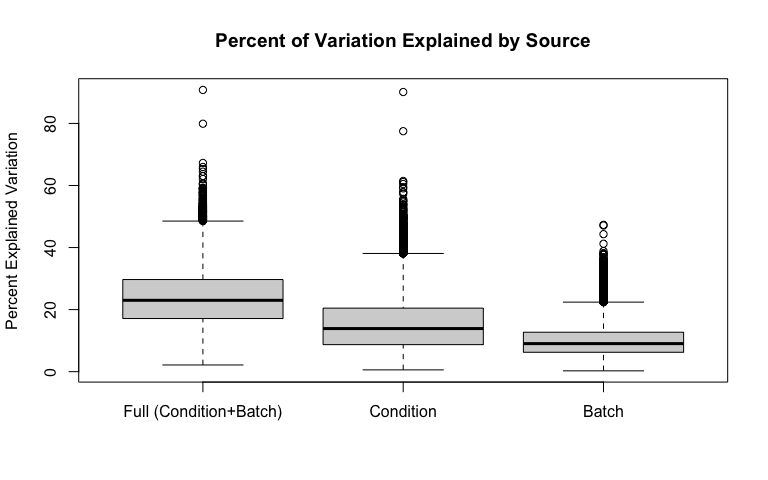 Percent of Variation Explained by Source
Percent Explained Variation
80
60
40
20
0
Full (Condition+Batch) Condition Batch